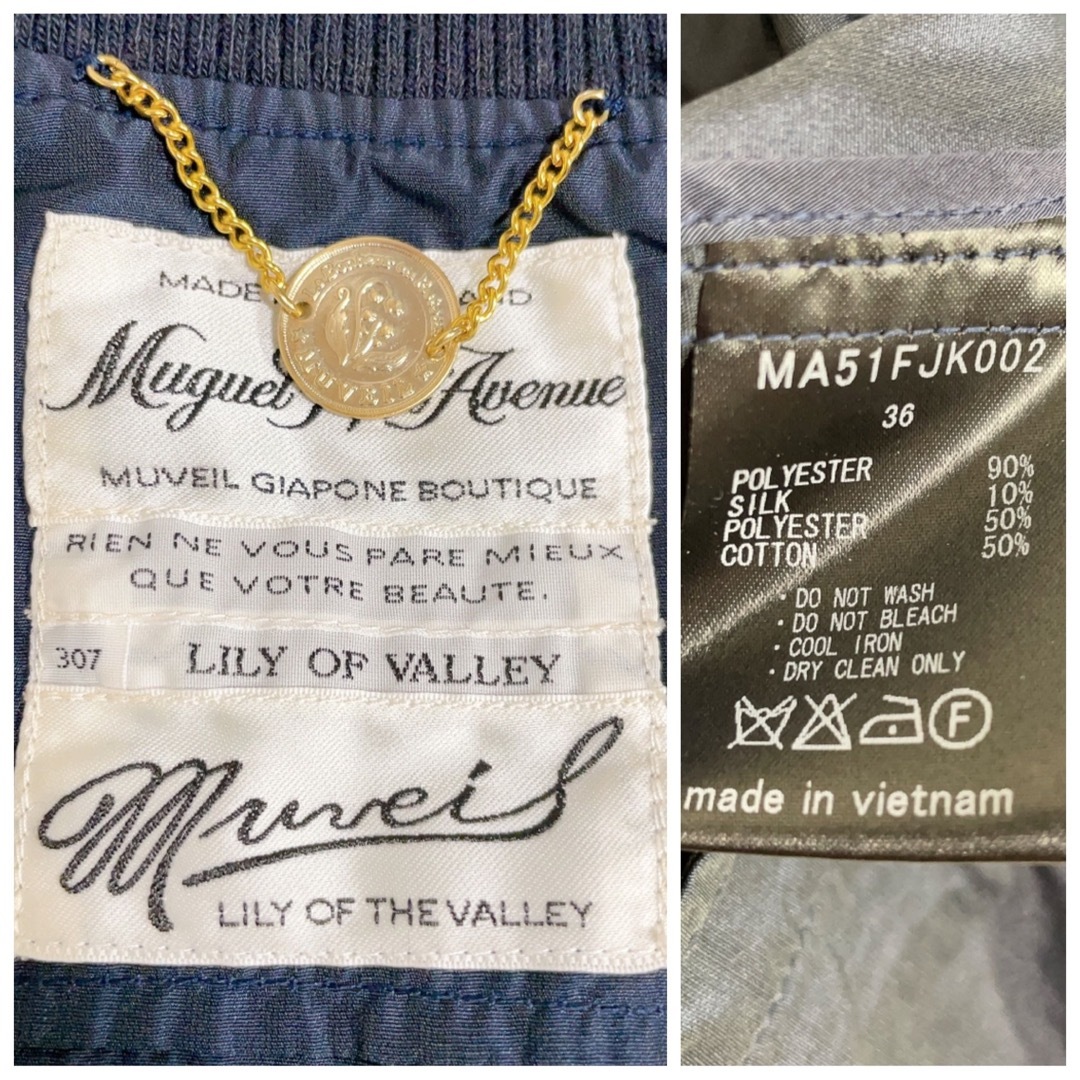 MADE
AND
Muguet Avenue
MUVEIL GIAPONE BOUTIQUE
RIEN NE VOUS PARE MIEUX
QUE VOTRE BEAUTE.
307 LILY OF VALLEY
Muveil
LILY OF THE VALLEY
MA51FJK002
36
POLYESTER 90%
SILK 10%
POLYESTER 50%
COTTON 50%
・DO NOT WASH
・DO NOT BLEACH
・COOL IRON
・DRY CLEAN ONLY
F
made in vietnam